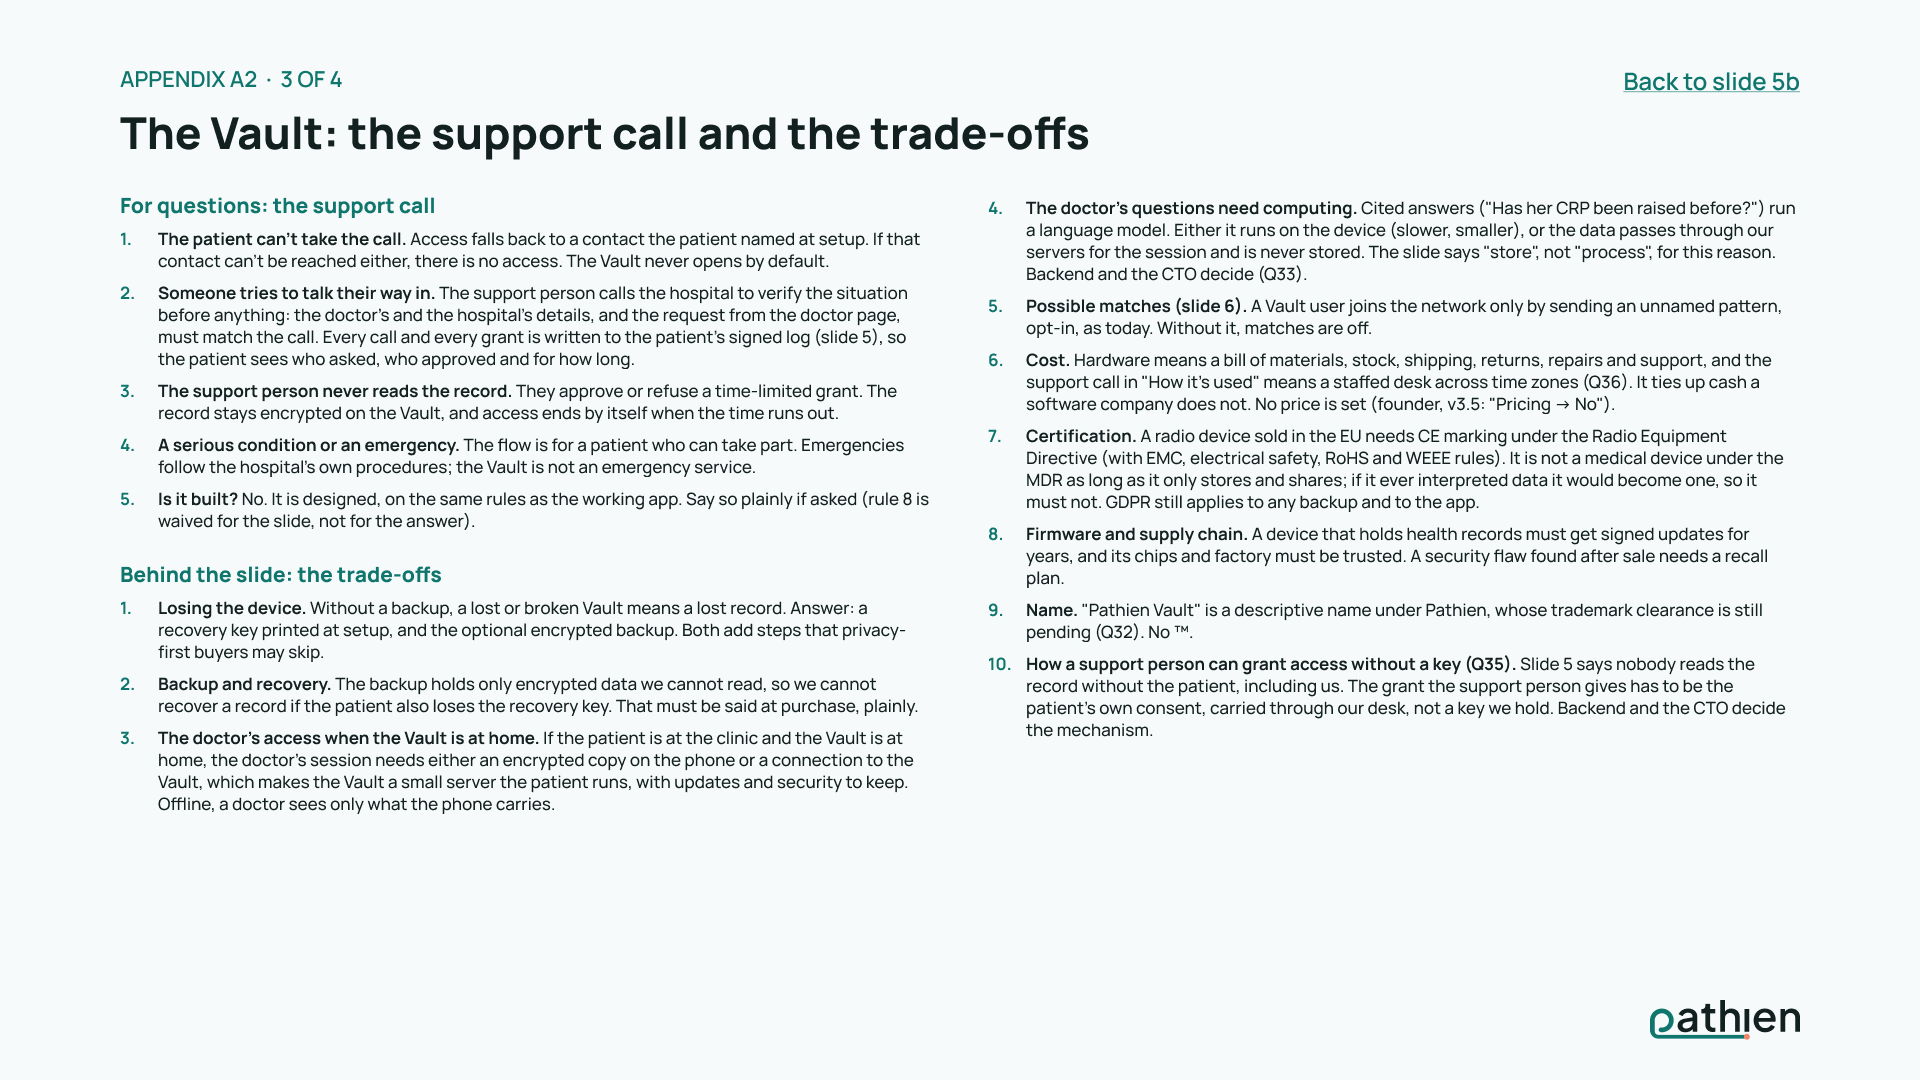 APPENDIX A2 · 3 OF 4
Back to slide 5b
The Vault: the support call and the trade-offs
For questions: the support call
1. The patient can't take the call. Access falls back to a contact the patient named at setup. If that
contact can't be reached either, there is no access. The Vault never opens by default.
2. Someone tries to talk their way in. The support person calls the hospital to verify the situation
before anything: the doctor's and the hospital's details, and the request from the doctor page,
must match the call. Every call and every grant is written to the patient's signed log (slide 5), so
the patient sees who asked, who approved and for how long.
3. The support person never reads the record. They approve or refuse a time-limited grant. The
record stays encrypted on the Vault, and access ends by itself when the time runs out.
4. A serious condition or an emergency. The flow is for a patient who can take part. Emergencies
follow the hospital's own procedures; the Vault is not an emergency service.
5. Is it built? No. It is designed, on the same rules as the working app. Say so plainly if asked (rule 8 is
waived for the slide, not for the answer).
Behind the slide: the trade-offs
1. Losing the device. Without a backup, a lost or broken Vault means a lost record. Answer: a
recovery key printed at setup, and the optional encrypted backup. Both add steps that privacy-
first buyers may skip.
2. Backup and recovery. The backup holds only encrypted data we cannot read, so we cannot
recover a record if the patient also loses the recovery key. That must be said at purchase, plainly.
3. The doctor's access when the Vault is at home. If the patient is at the clinic and the Vault is at
home, the doctor's session needs either an encrypted copy on the phone or a connection to the
Vault, which makes the Vault a small server the patient runs, with updates and security to keep.
Offline, a doctor sees only what the phone carries.
4. The doctor's questions need computing. Cited answers ("Has her CRP been raised before?") run
a language model. Either it runs on the device (slower, smaller), or the data passes through our
servers for the session and is never stored. The slide says "store", not "process", for this reason.
Backend and the CTO decide (Q33).
5. Possible matches (slide 6). A Vault user joins the network only by sending an unnamed pattern,
opt-in, as today. Without it, matches are off.
6. Cost. Hardware means a bill of materials, stock, shipping, returns, repairs and support, and the
support call in "How it's used" means a staffed desk across time zones (Q36). It ties up cash a
software company does not. No price is set (founder, v3.5: "Pricing → No").
7. Certification. A radio device sold in the EU needs CE marking under the Radio Equipment
Directive (with EMC, electrical safety, RoHS and WEEE rules). It is not a medical device under the
MDR as long as it only stores and shares; if it ever interpreted data it would become one, so it
must not. GDPR still applies to any backup and to the app.
8. Firmware and supply chain. A device that holds health records must get signed updates for
years, and its chips and factory must be trusted. A security flaw found after sale needs a recall
plan.
9. Name. "Pathien Vault" is a descriptive name under Pathien, whose trademark clearance is still
pending (Q32). No ™.
10. How a support person can grant access without a key (Q35). Slide 5 says nobody reads the
record without the patient, including us. The grant the support person gives has to be the
patient's own consent, carried through our desk, not a key we hold. Backend and the CTO decide
the mechanism.
pathien